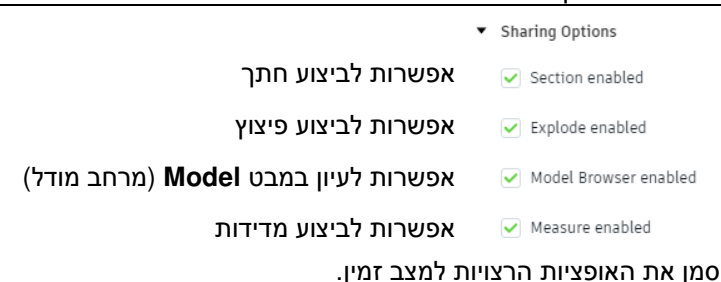 Sharing Options
אפשרות לביצוע חתך Section enabled
אפשרות לביצוע פיצוץ Explode enabled
אפשרות לעיון במבט Model (מרחב מודל) Model Browser enabled
אפשרות לביצוע מדידות Measure enabled
סמן את האופציות הרצויות למצב זמין.